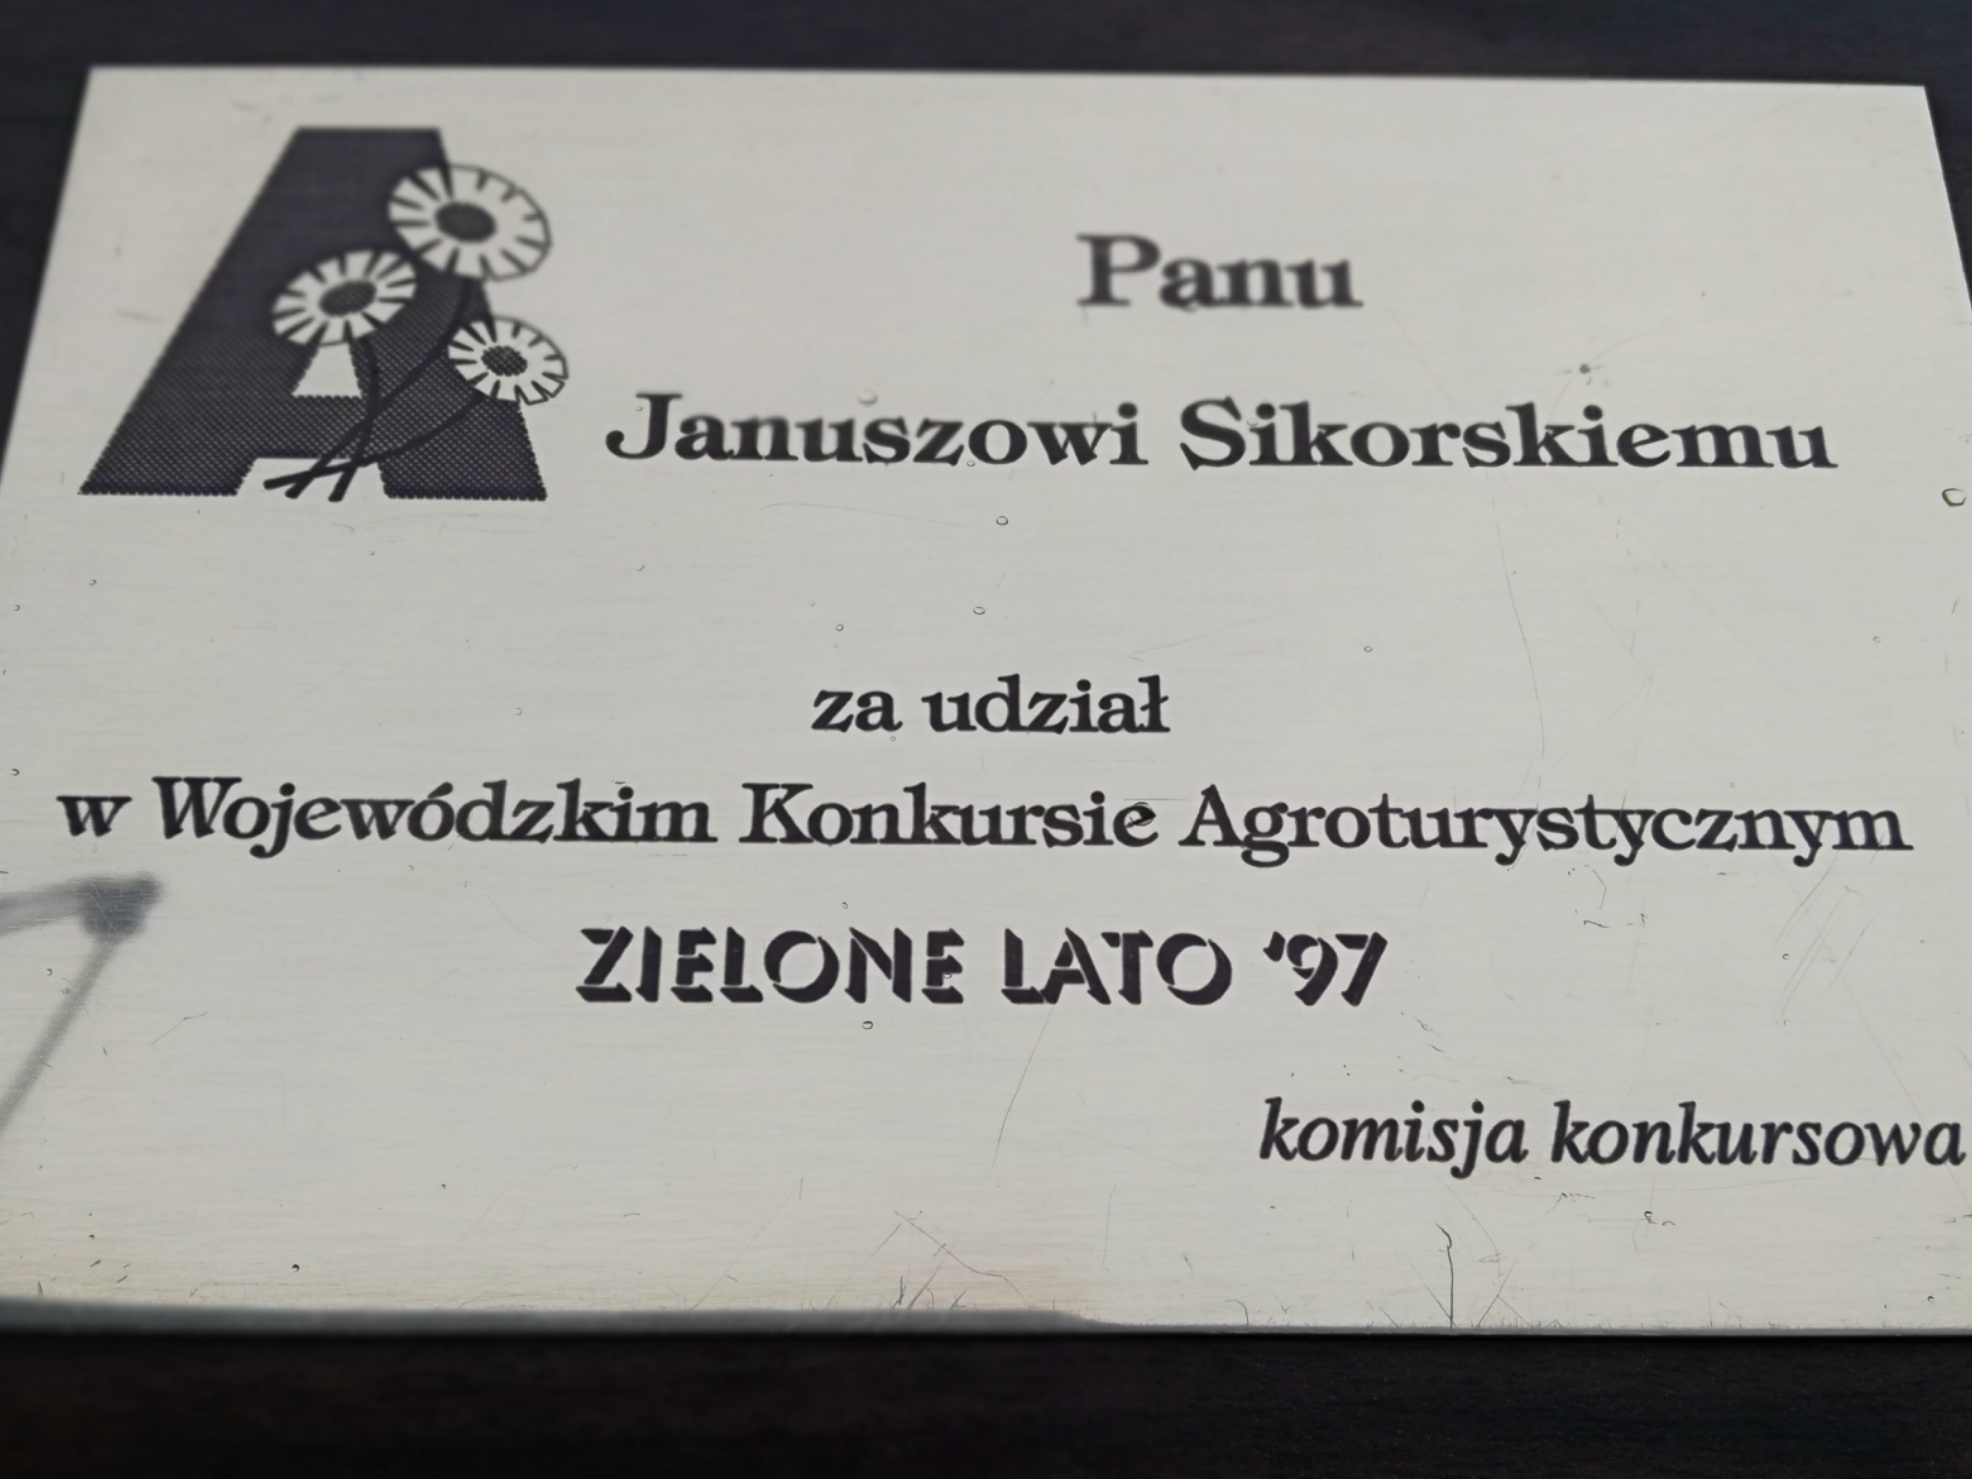 Panu
Januszowi Sikorskiemu
za udział
w Wojewódzkim Konkursie Agroturystycznym
ZIELONE LATO '97
komisja konkursowa